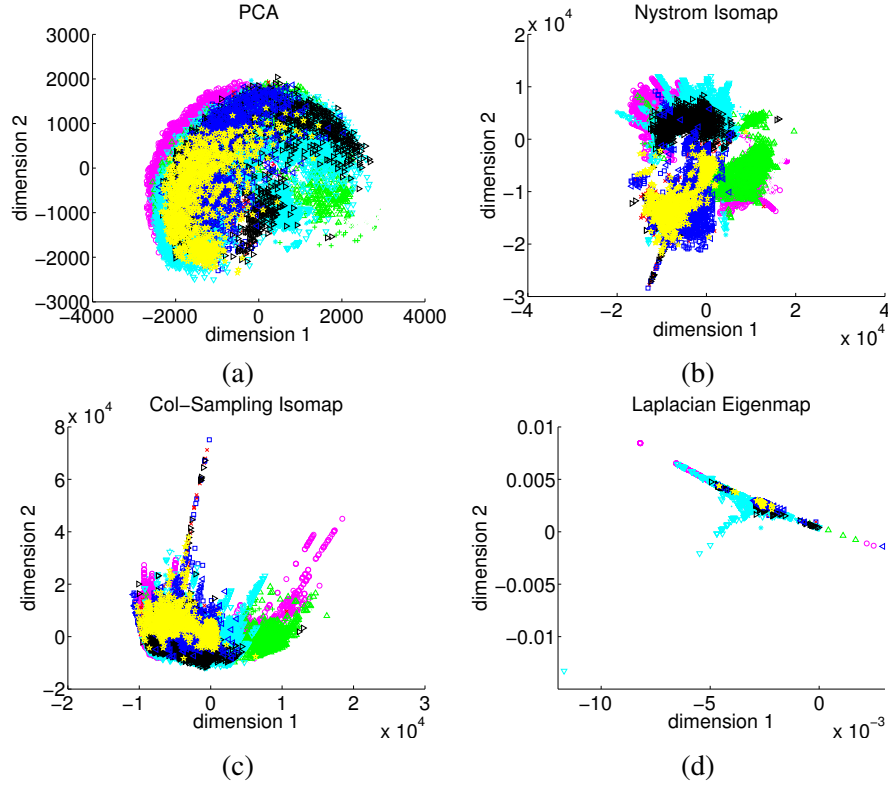 PCA
3000
2000
1000
0
−1000
−2000
−3000
dimension 2
−4000 −2000 0 2000 4000
dimension 1
(a)
Nystrom Isomap
x 10^4
2
1
0
−1
−2
−3
dimension 2
−4 −2 0 2 4
dimension 1
x 10^4
(b)
Col−Sampling Isomap
x 10^4
8
6
4
2
0
−2
dimension 2
−2 −1 0 1 2 3
dimension 1
x 10^4
(c)
Laplacian Eigenmap
0.01
0.005
0
−0.005
−0.01
dimension 2
−10 −5 0
dimension 1
x 10^−3
(d)